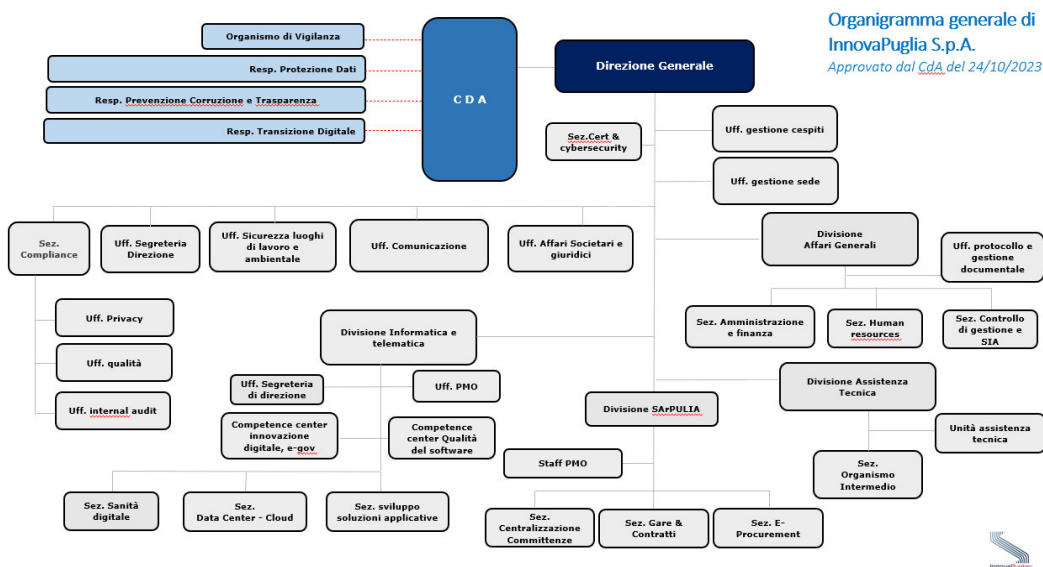 Organigramma generale di
InnovaPuglia S.p.A.
Approvato dal CdA del 24/10/2023
Organismo di Vigilanza
Resp. Protezione Dati
Resp. Prevenzione Corruzione e Trasparenza
Resp. Transizione Digitale
C D A
Direzione Generale
Sez.Cert &
cybersecurity
Uff. gestione cespiti
Uff. gestione sede
Sez.
Compliance
Uff. Segreteria
Direzione
Uff. Sicurezza luoghi
di lavoro e
ambientale
Uff. Comunicazione
Uff. Affari Societari e
giuridici
Divisione
Affari Generali
Uff. protocollo e
gestione
documentale
Uff. Privacy
Uff. qualità
Uff. internal audit
Divisione Informatica e
telematica
Sez. Amministrazione
e finanza
Sez. Human
resources
Sez. Controllo
di gestione e
SIA
Uff. Segreteria
di direzione
Uff. PMO
Competence center
innovazione
digitale, e-gov
Competence
center Qualità
del software
Divisione SArPULIA
Divisione Assistenza
Tecnica
Unità assistenza
tecnica
Staff PMO
Sez.
Organismo
Intermedio
Sez. Sanità
digitale
Sez.
Data Center - Cloud
Sez. sviluppo
soluzioni applicative
Sez.
Centralizzazione
Committenze
Sez. Gare &
Contratti
Sez. E-
Procurement
InnovaPuglia